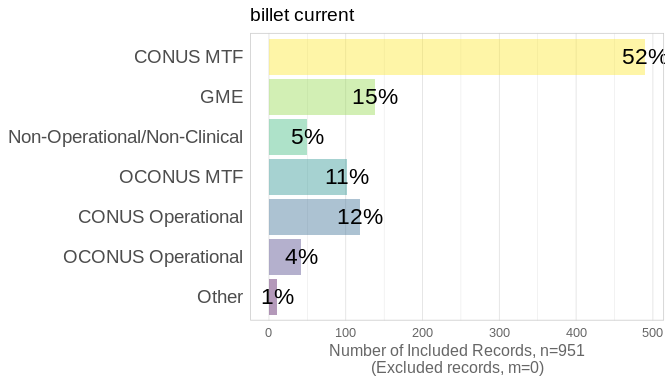 billet current
CONUS MTF
52%
GME
15%
Non-Operational/Non-Clinical
5%
OCONUS MTF
11%
CONUS Operational
12%
OCONUS Operational
4%
Other
1%
0 100 200 300 400 500
Number of Included Records, n=951
(Excluded records, m=0)